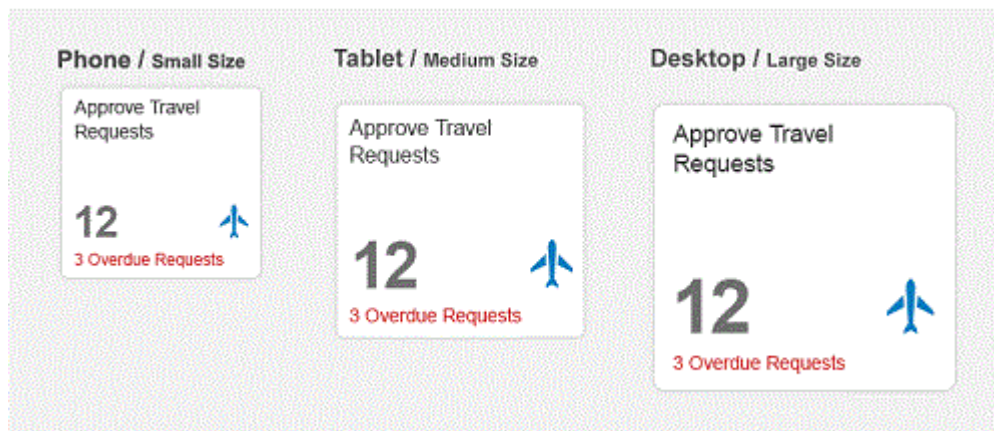 Phone / Small Size
Approve Travel
Requests
12
3 Overdue Requests
Tablet / Medium Size
Approve Travel
Requests
12
3 Overdue Requests
Desktop / Large Size
Approve Travel
Requests
12
3 Overdue Requests